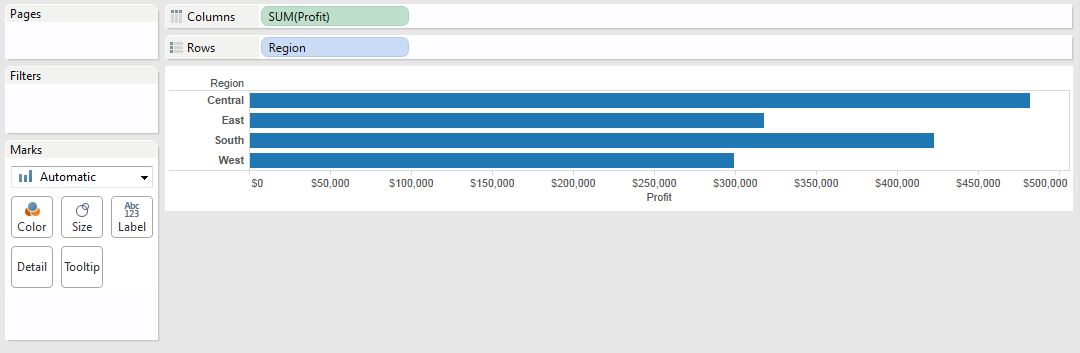 Pages
Columns SUM(Profit)
Rows Region
Filters
Marks
Automatic
Color Size Abc 123 Label
Detail Tooltip
Region
Central
East
South
West
$0 $50,000 $100,000 $150,000 $200,000 $250,000 $300,000 $350,000 $400,000 $450,000 $500,000
Profit